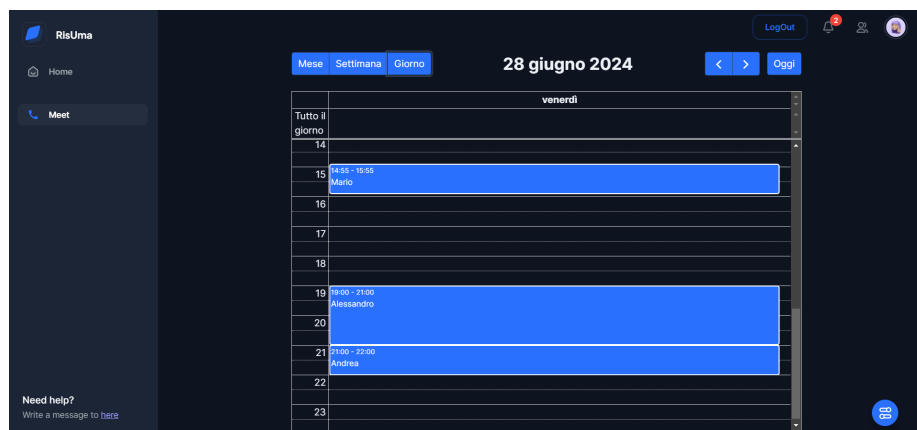 RisUma
LogOut
2
Home
Mese Settimana Giorno
28 giugno 2024
Oggi
Meet
venerdì
Tutto il
giorno
14
14:55 - 15:55
15
Mario
16
17
18
19
19:00 - 21:00
Alessandro
20
21
21:00 - 22:00
Andrea
22
23
Need help?
Write a message to here